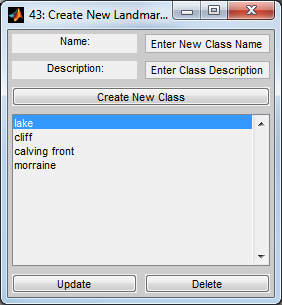 43: Create New Landmar...
Name: Enter New Class Name
Description: Enter Class Description
Create New Class
lake
cliff
calving front
morraine
Update Delete